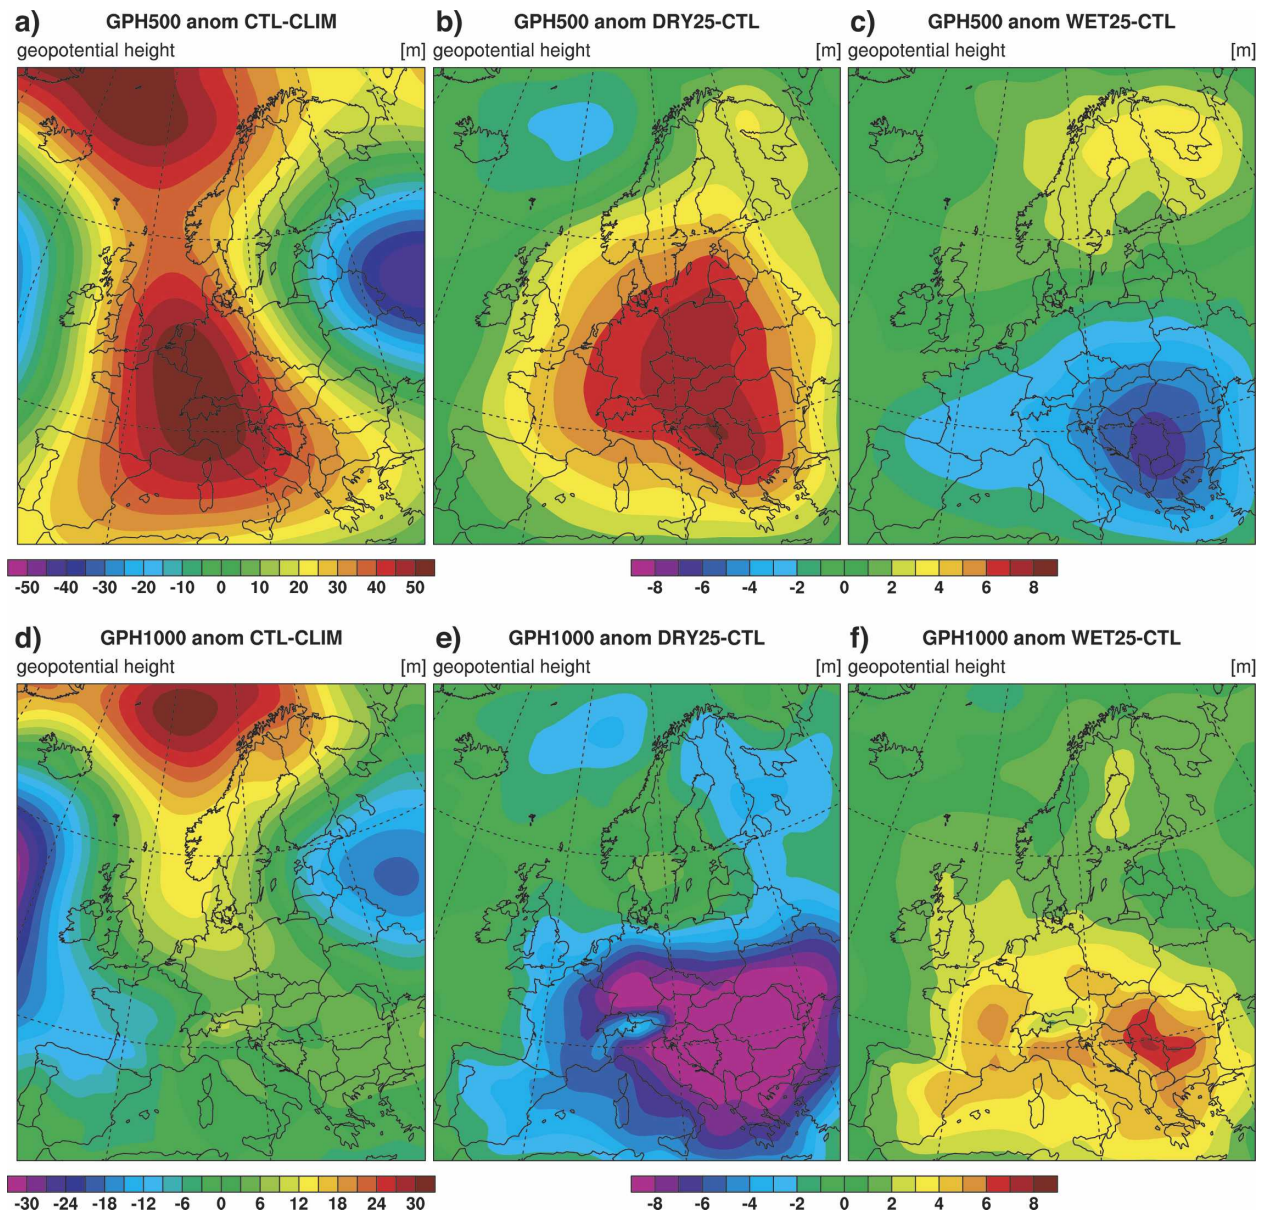 a) GPH500 anom CTL-CLIM
geopotential height [m]
-50 -40 -30 -20 -10 0 10 20 30 40 50
b) GPH500 anom DRY25-CTL
geopotential height [m]
c) GPH500 anom WET25-CTL
geopotential height [m]
-8 -6 -4 -2 0 2 4 6 8
d) GPH1000 anom CTL-CLIM
geopotential height [m]
-30 -24 -18 -12 -6 0 6 12 18 24 30
e) GPH1000 anom DRY25-CTL
geopotential height [m]
f) GPH1000 anom WET25-CTL
geopotential height [m]
-8 -6 -4 -2 0 2 4 6 8